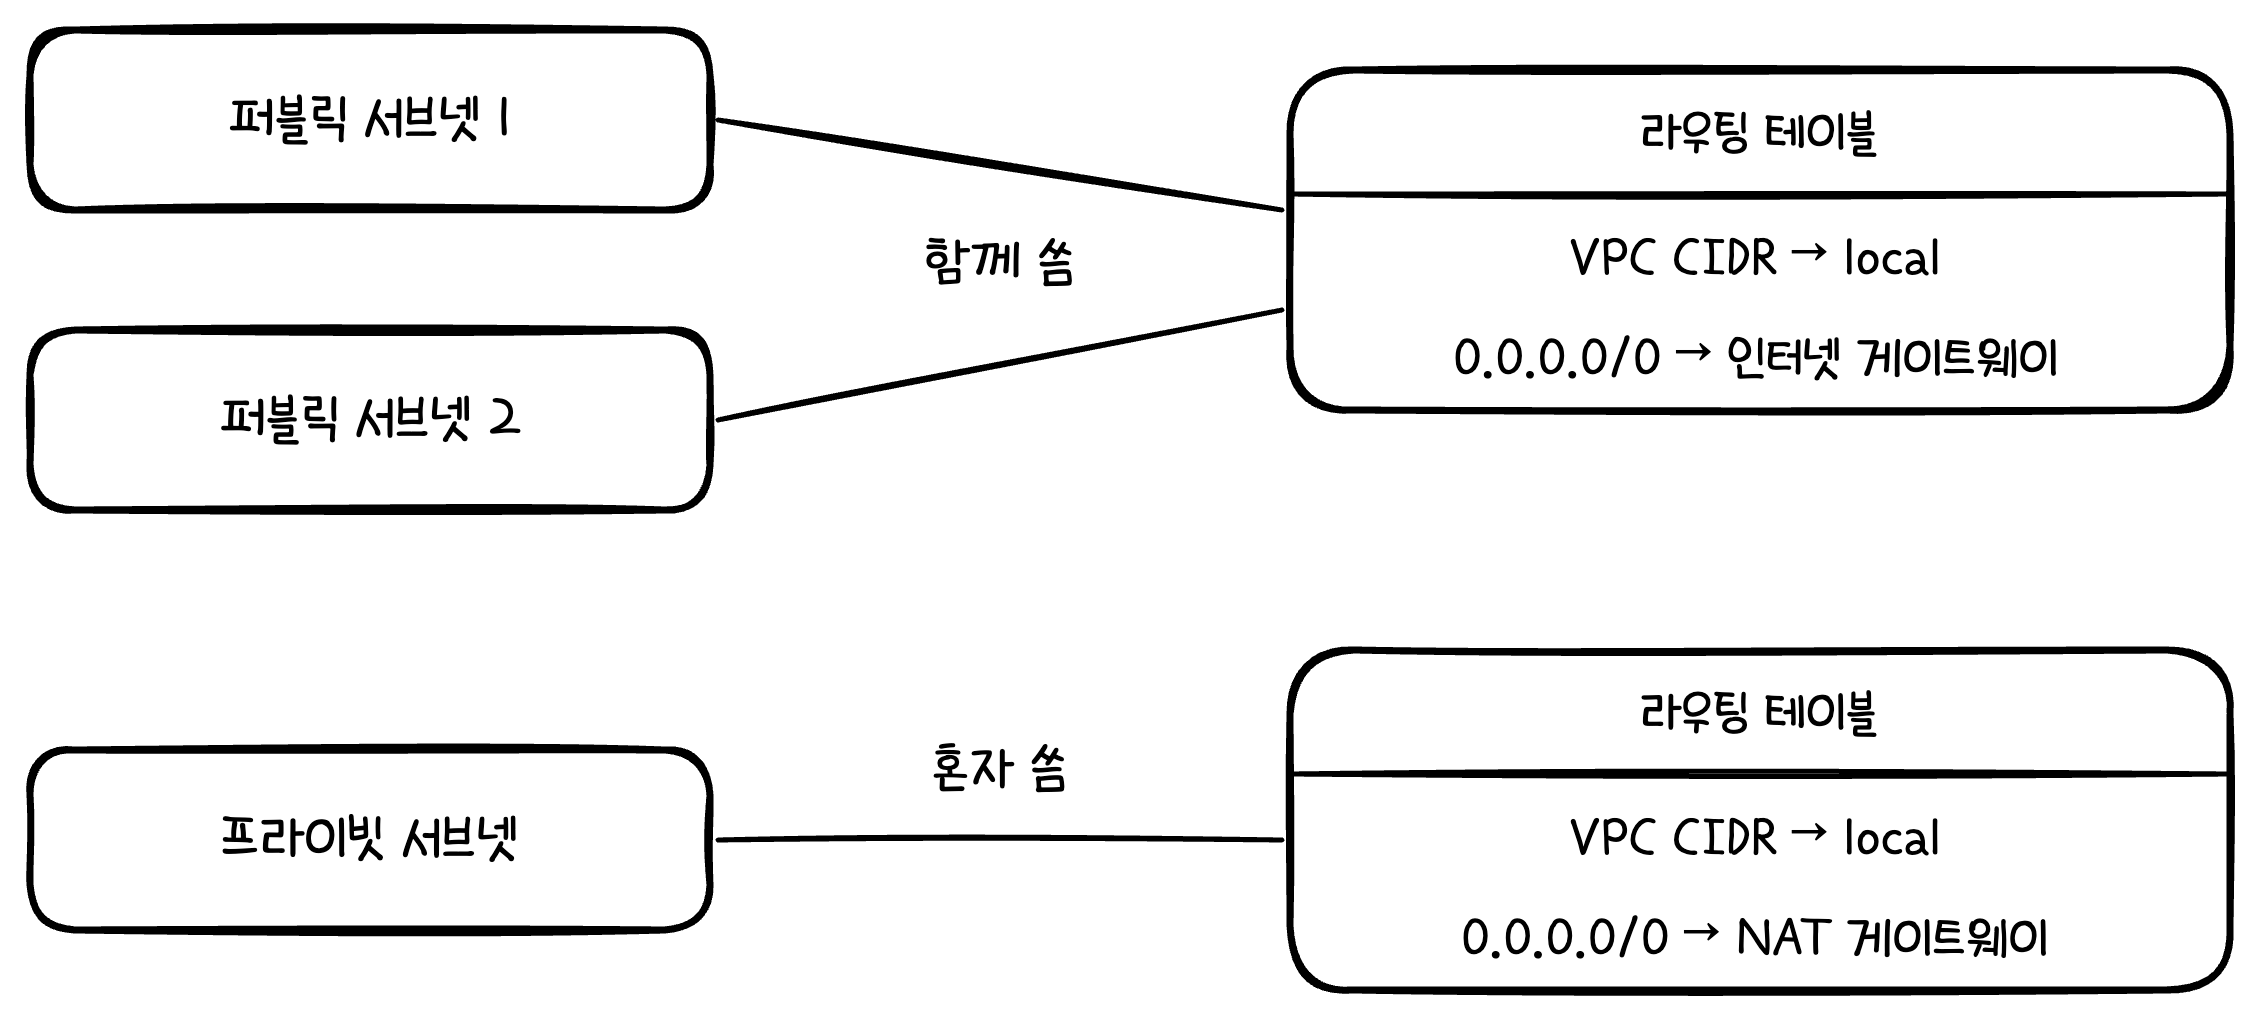 퍼블릭 서브넷 1
함께 씀
퍼블릭 서브넷 2
라우팅 테이블
VPC CIDR → local
0.0.0.0/0 → 인터넷 게이트웨이
프라이빗 서브넷
혼자 씀
라우팅 테이블
VPC CIDR → local
0.0.0.0/0 → NAT 게이트웨이